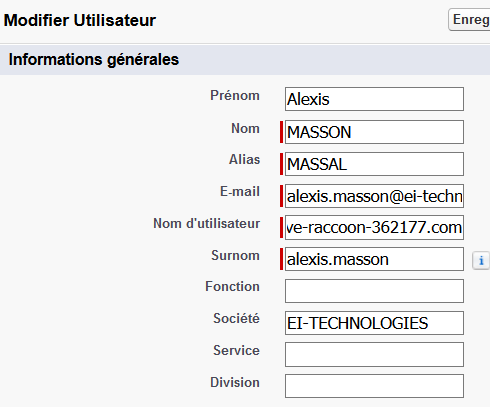 Modifier Utilisateur
Enreg
Informations générales
Prénom Alexis
Nom MASSON
Alias MASSAL
E-mail alexis.masson@ei-techn
Nom d'utilisateur ve-raccoon-362177.com
Surnom alexis.masson i
Fonction
Société EI-TECHNOLOGIES
Service
Division